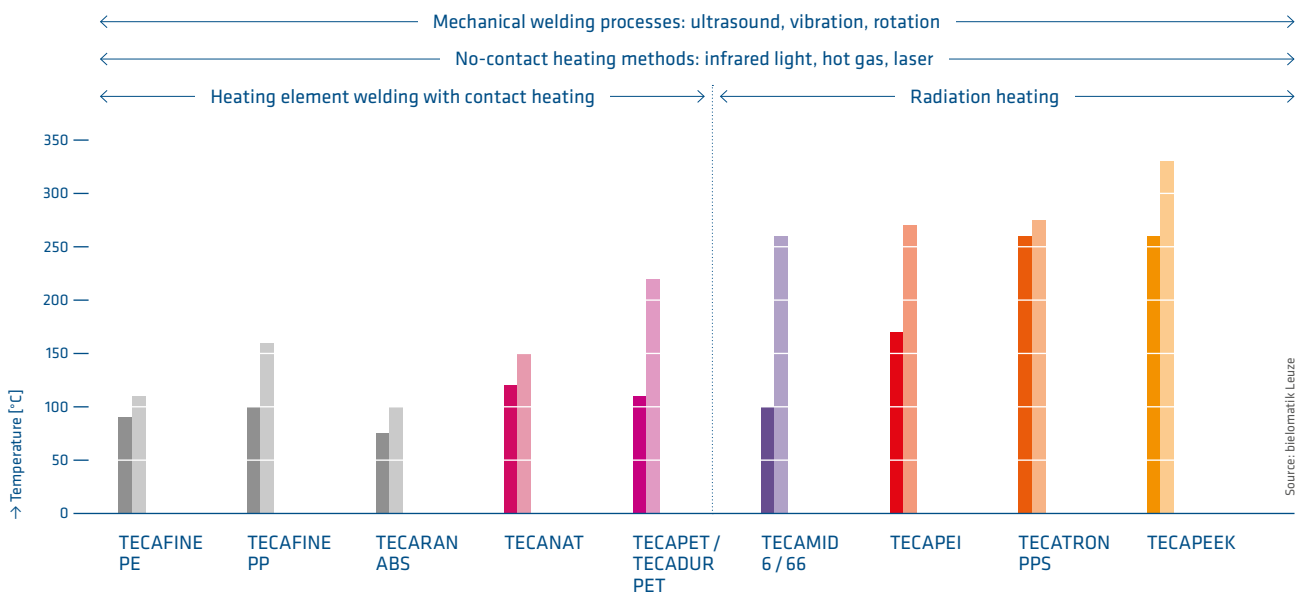 Mechanical welding processes: ultrasound, vibration, rotation
No-contact heating methods: infrared light, hot gas, laser
Heating element welding with contact heating
Radiation heating
350
300
250
200
150
100
50
0
→ Temperature [°C]
TECAFINE
PE
TECAFINE
PP
TECARAN
ABS
TECANAT
TECAPET /
TECADUR
PET
TECAMID
6 / 66
TECAPEI
TECATRON
PPS
TECAPEEK
Source: bielomatik Leuze